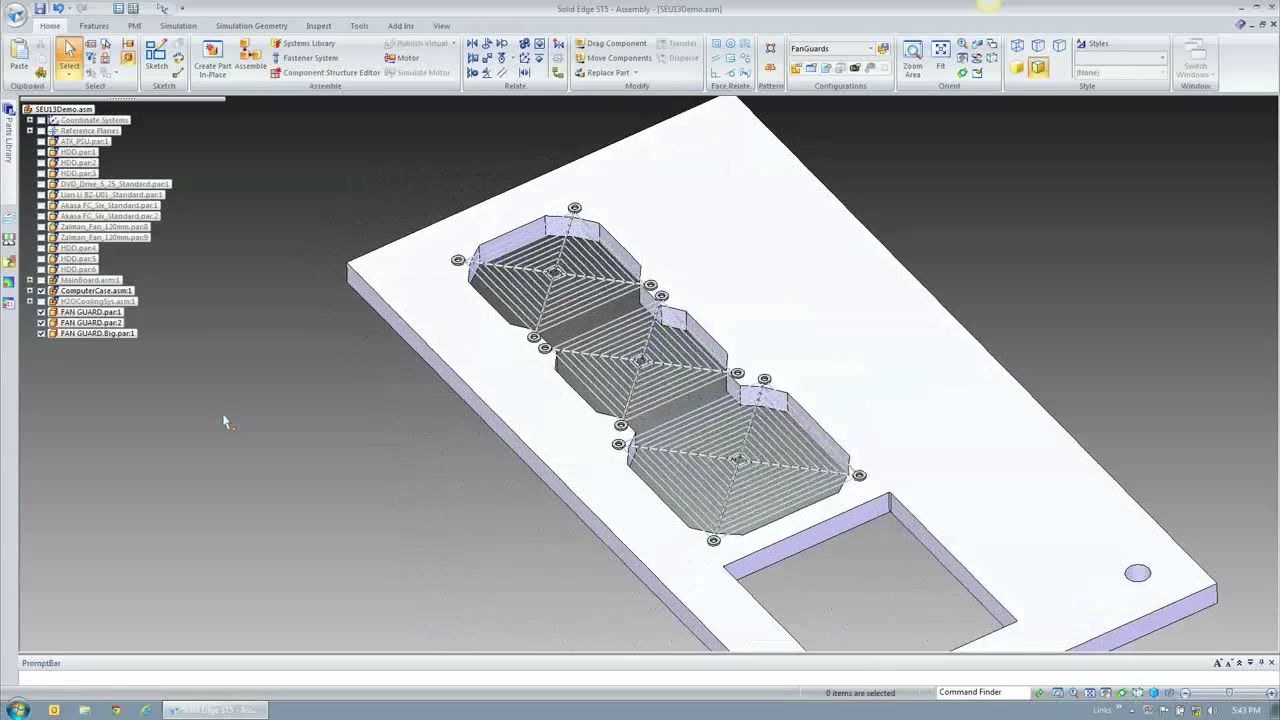 Solid Edge ST5 - Assembly - [SEU13Demo.asm]
Home Features PMI Simulation Simulation Geometry Inspect Tools Add Ins View
Paste
Clipboard
Select
Select
Sketch
Sketch
Create Part In-Place
Assemble
Systems Library
Fastener System
Component Structure Editor
Publish Virtual
Motor
Simulate Motor
Assemble
Relate
Drag Component
Move Components
Replace Part
Transfer
Disperse
Modify
Face Relate
Pattern
FanGuards
Configurations
Zoom Area
Fit
Orient
Styles
(None)
Style
Switch Windows
Window
Parts Library
SEU13Demo.asm
Coordinate Systems
Reference Planes
ATX_PSU.par:1
HDD.par:1
HDD.par:2
HDD.par:3
DVD_Drive_5_25_Standard.par:1
Lian Li BZ-U01_Standard.par:1
Akasa FC_Six_Standard.par:1
Akasa FC_Six_Standard.par:2
Zalman_Fan_120mm.par:8
Zalman_Fan_120mm.par:9
HDD.par:4
HDD.par:5
HDD.par:6
MainBoard.asm:1
ComputerCase.asm:1
H2OCoolingSys.asm:1
FAN GUARD.par:1
FAN GUARD.par:2
FAN GUARD.Big.par:1
PromptBar
0 items are selected
Command Finder
Solid Edge ST5 - Ass...
Links
5:43 PM